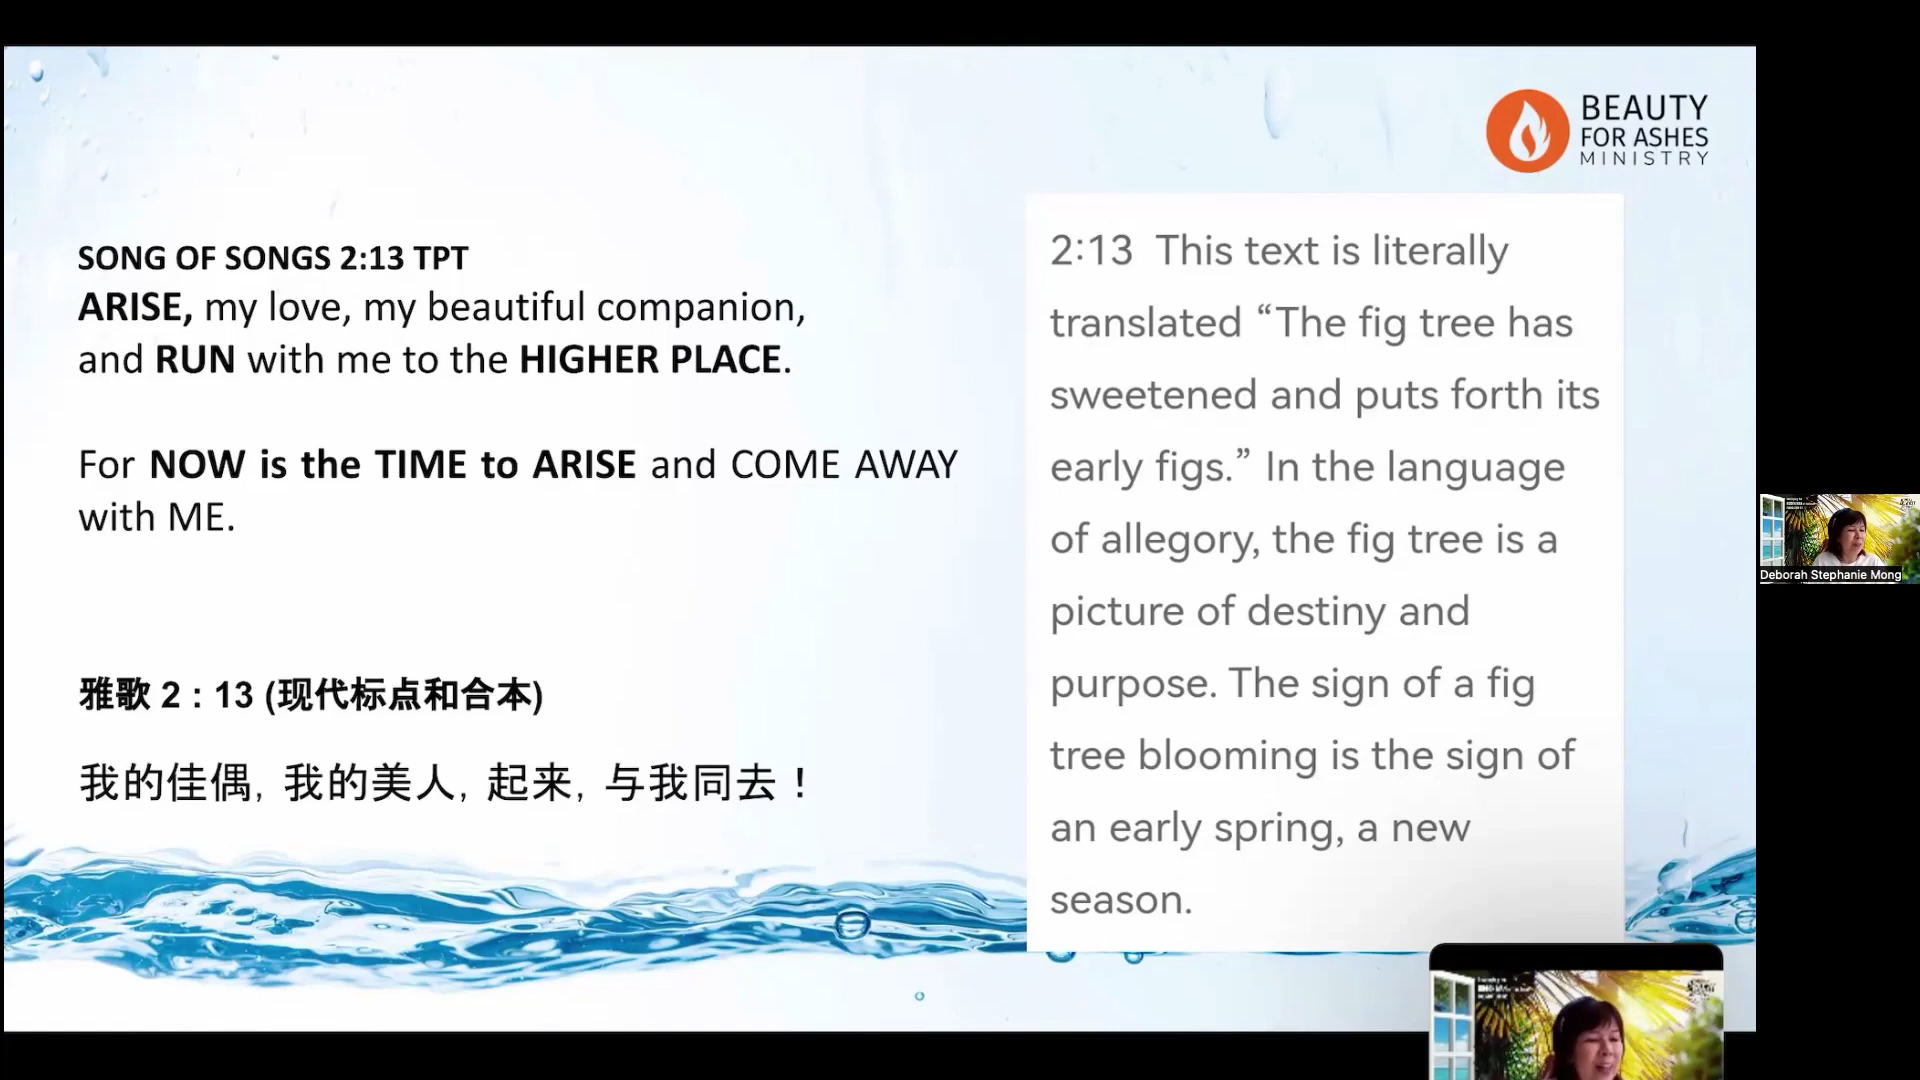 BEAUTY
FOR ASHES
MINISTRY
SONG OF SONGS 2:13 TPT
ARISE, my love, my beautiful companion,
and RUN with me to the HIGHER PLACE.
For NOW is the TIME to ARISE and COME AWAY
with ME.
雅歌 2 : 13 (现代标点和合本)
我的佳偶, 我的美人, 起来, 与我同去！
2:13 This text is literally
translated “The fig tree has
sweetened and puts forth its
early figs.” In the language
of allegory, the fig tree is a
picture of destiny and
purpose. The sign of a fig
tree blooming is the sign of
an early spring, a new
season.
Deborah Stephanie Mong